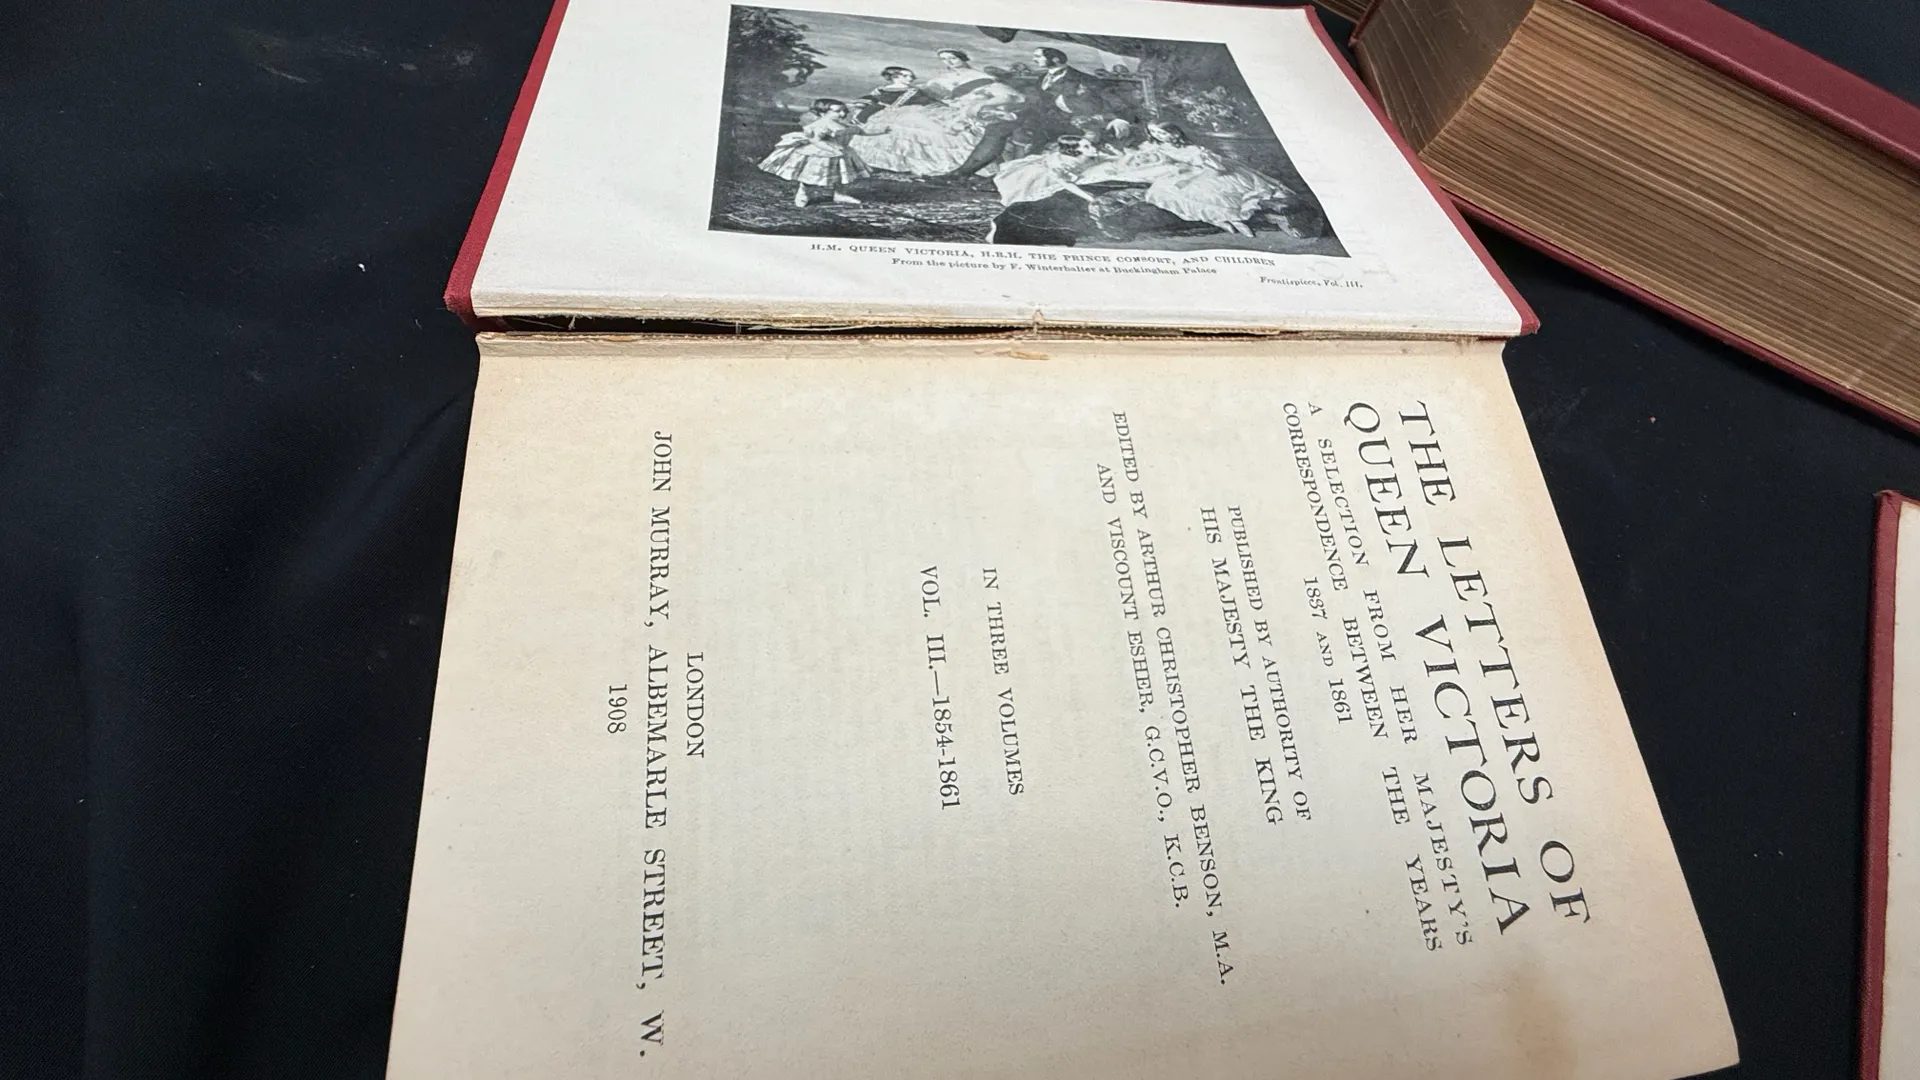 H.M. QUEEN VICTORIA, H.R.H. THE PRINCE CONSORT, AND CHILDREN
From the picture by F. Winterhalter at Buckingham Palace
Frontispiece, Vol. III.
THE LETTERS OF
QUEEN VICTORIA
A SELECTION FROM HER MAJESTY'S
CORRESPONDENCE BETWEEN THE YEARS
1837 AND 1861
PUBLISHED BY AUTHORITY OF
HIS MAJESTY THE KING
EDITED BY ARTHUR CHRISTOPHER BENSON, M.A.
AND VISCOUNT ESHER, G.C.V.O., K.C.B.
IN THREE VOLUMES
VOL. III.—1854-1861
LONDON
JOHN MURRAY, ALBEMARLE STREET, W.
1908